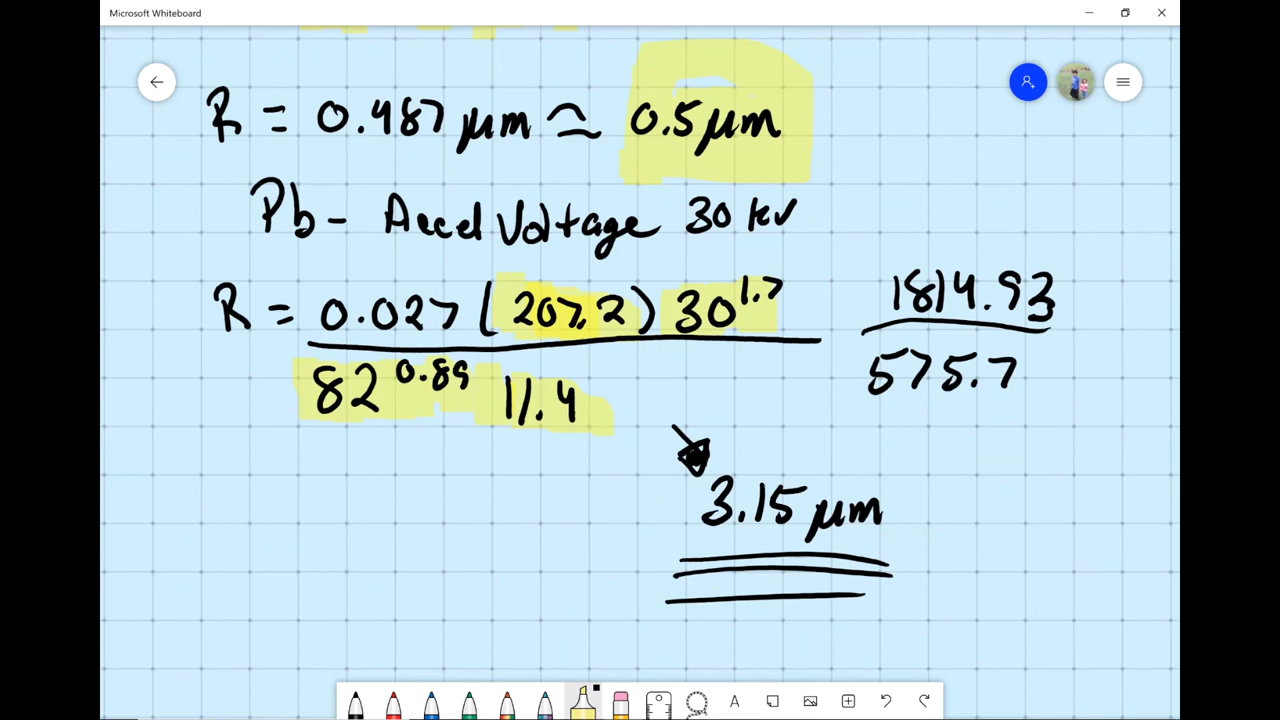 Microsoft Whiteboard
R = 0.487 μm ≃ 0.5 μm
Pb - Accel Voltage 30 kV
R = 0.027 (207.2) 30^1.7
82^0.89 11.4
1814.93
575.7
3.15 μm
A